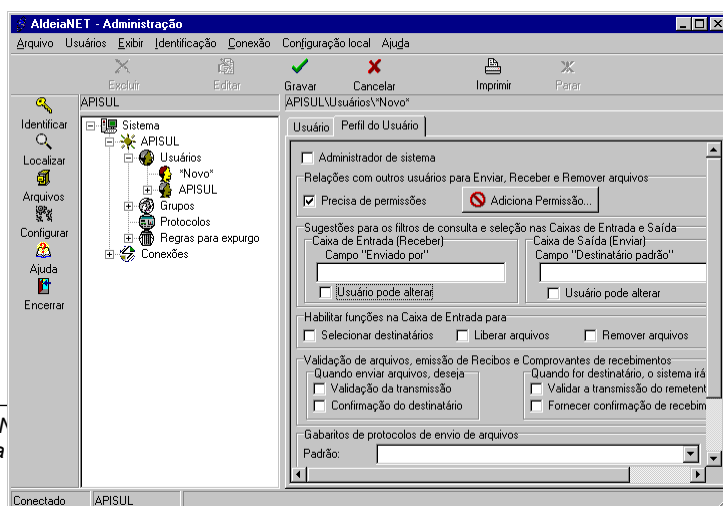 AldeiaNET - Administração
Arquivo Usuários Exibir Identificação Conexão Configuração local Ajuda
Excluir Editar Gravar Cancelar Imprimir Parar
APISUL
APISUL\Usuários\*Novo*
Identificar
Localizar
Arquivos
Configurar
Ajuda
Encerrar
Sistema
APISUL
Usuários
*Novo*
APISUL
Grupos
Protocolos
Regras para expurgo
Conexões
Usuário Perfil do Usuário
Administrador de sistema
Relações com outros usuários para Enviar, Receber e Remover arquivos
Precisa de permissões Adiciona Permissão...
Sugestões para os filtros de consulta e seleção nas Caixas de Entrada e Saída
Caixa de Entrada (Receber) Caixa de Saída (Enviar)
Campo "Enviado por" Campo "Destinatário padrão"
Usuário pode alterar Usuário pode alterar
Habilitar funções na Caixa de Entrada para
Selecionar destinatários Liberar arquivos Remover arquivos
Validação de arquivos, emissão de Recibos e Comprovantes de recebimentos
Quando enviar arquivos, deseja Quando for destinatário, o sistema irá
Validação da transmissão Validar a transmissão do remetent
Confirmação do destinatário Fornecer confirmação de recebim
Gabaritos de protocolos de envio de arquivos
Padrão:
N
a
Conectado APISUL